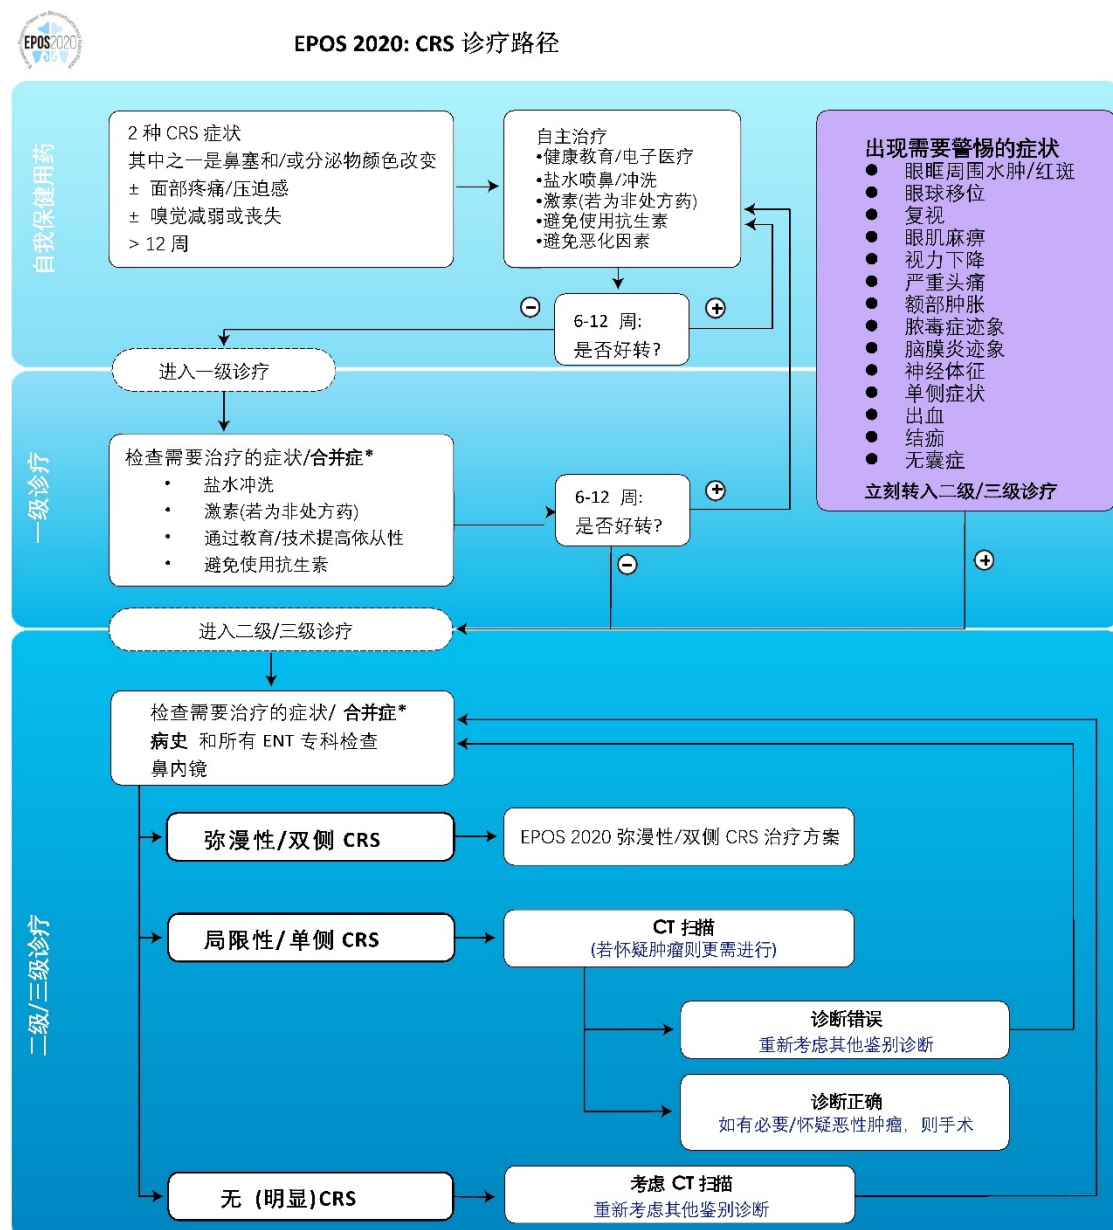 EPOS2020
EPOS 2020: CRS 诊疗路径
自我保健用药
2 种 CRS 症状
其中之一是鼻塞和/或分泌物颜色改变
± 面部疼痛/压迫感
± 嗅觉减弱或丧失
> 12 周
自主治疗
•健康教育/电子医疗
•盐水喷鼻/冲洗
•激素(若为非处方药)
•避免使用抗生素
•避免恶化因素
6-12 周:
是否好转?
出现需要警惕的症状
● 眼眶周围水肿/红斑
● 眼球移位
● 复视
● 眼肌麻痹
● 视力下降
● 严重头痛
● 额部肿胀
● 脓毒症迹象
● 脑膜炎迹象
● 神经体征
● 单侧症状
● 出血
● 结痂
● 无囊症
立刻转入二级/三级诊疗
进入一级诊疗
一级诊疗
检查需要治疗的症状/合并症*
• 盐水冲洗
• 激素(若为非处方药)
• 通过教育/技术提高依从性
• 避免使用抗生素
6-12 周:
是否好转?
进入二级/三级诊疗
二级/三级诊疗
检查需要治疗的症状/ 合并症*
病史 和所有 ENT 专科检查
鼻内镜
弥漫性/双侧 CRS
EPOS 2020 弥漫性/双侧 CRS 治疗方案
局限性/单侧 CRS
CT 扫描
(若怀疑肿瘤则更需进行)
诊断错误
重新考虑其他鉴别诊断
诊断正确
如有必要/怀疑恶性肿瘤，则手术
无 (明显)CRS
考虑 CT 扫描
重新考虑其他鉴别诊断